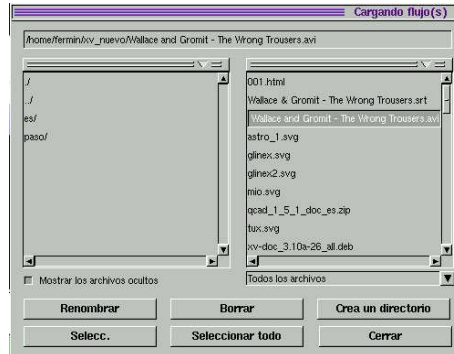 Cargando flujo(s)
/home/fermin/xv_nuevo/Wallace and Gromit - The Wrong Trousers.avi
./
../
es/
paso/
001.html
Wallace & Gromit - The Wrong Trousers.srt
Wallace and Gromit - The Wrong Trousers.avi
astro_1.svg
glinex.svg
glinex2.svg
mio.svg
qcad_1_5_1_doc_es.zip
tux.svg
xv-doc_3.10a-26_all.deb
Mostrar los archivos ocultos
Todos los archivos
Renombrar
Borrar
Crea un directorio
Selecc.
Seleccionar todo
Cerrar